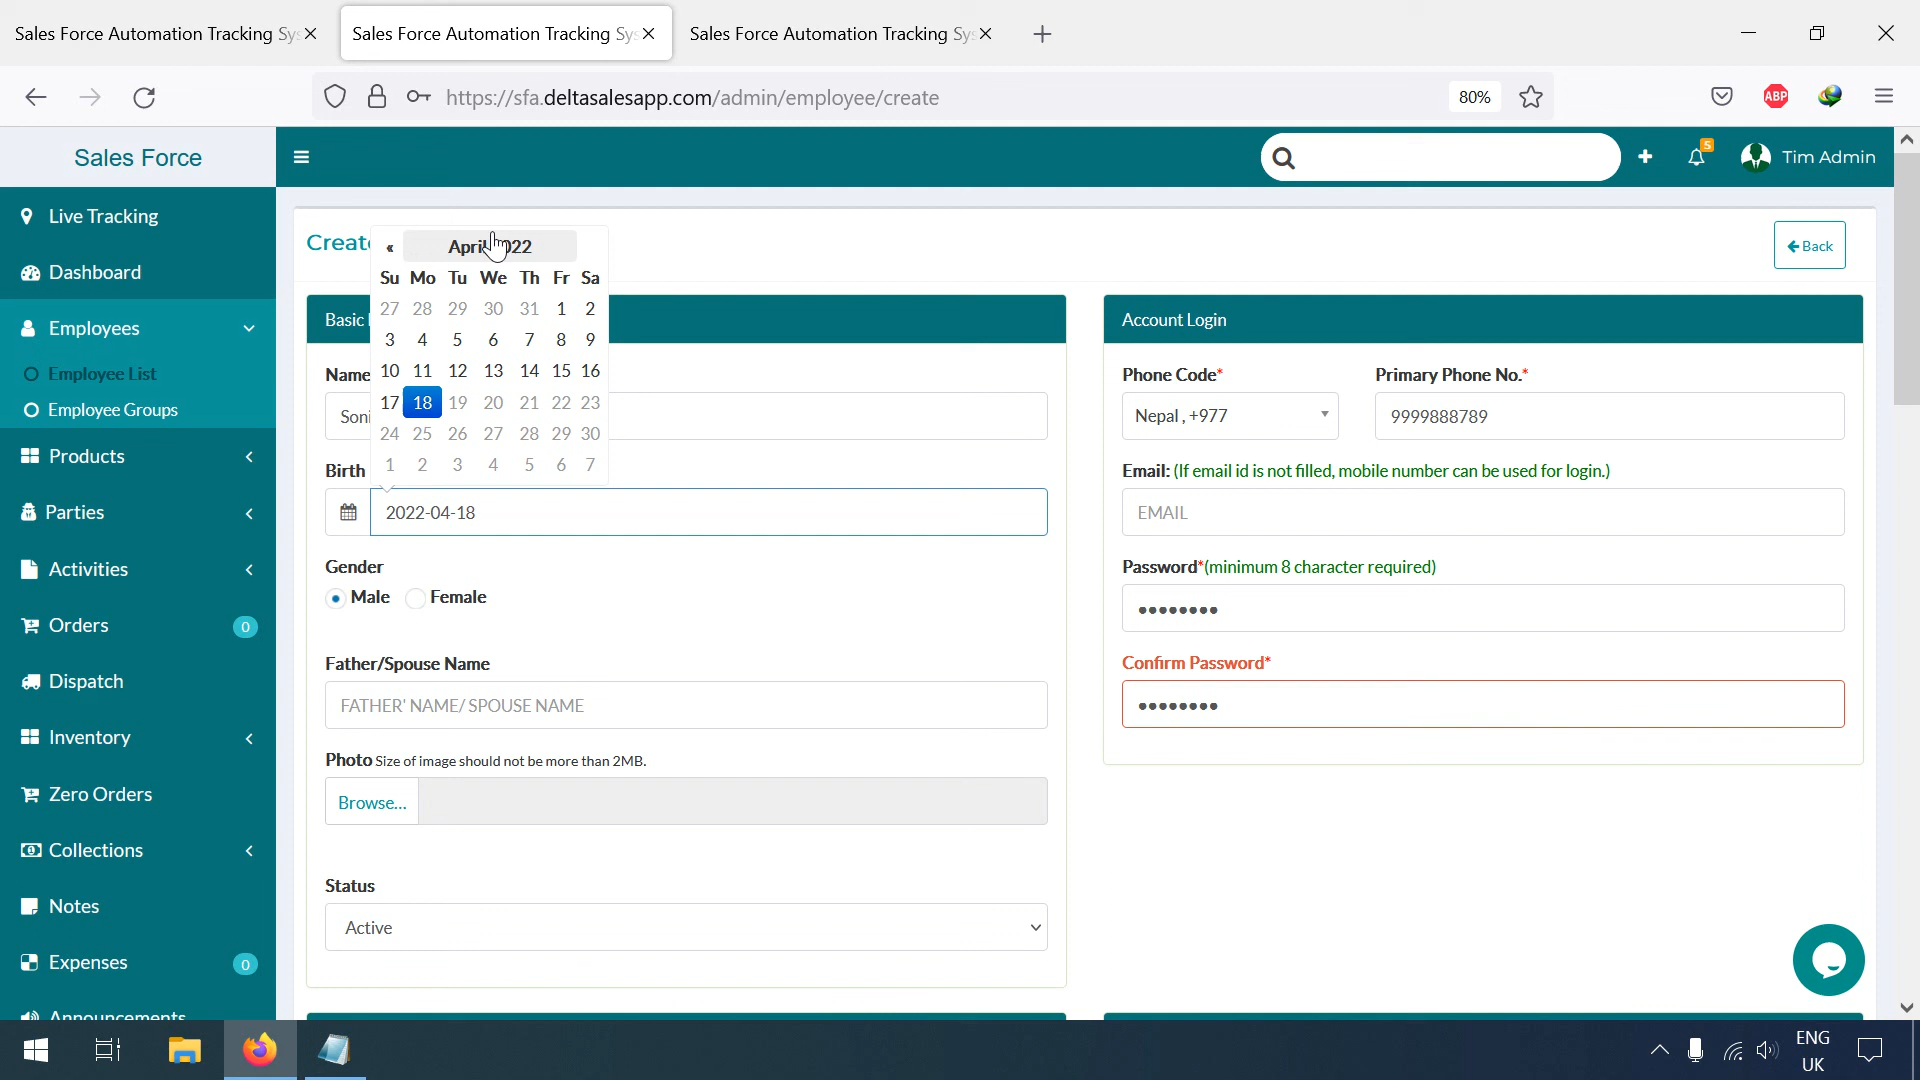 Sales Force Automation Tracking Sys
Sales Force Automation Tracking Sys
Sales Force Automation Tracking Sys
https://sfa.deltasalesapp.com/admin/employee/create
80%
ABP
Sales Force
5
Tim Admin
Live Tracking
Dashboard
Employees
Employee List
Employee Groups
Products
Parties
Activities
Orders
0
Dispatch
Inventory
Zero Orders
Collections
Notes
Expenses
0
Announcements
Create
Back
« April 2022
Su Mo Tu We Th Fr Sa
27 28 29 30 31 1 2
3 4 5 6 7 8 9
10 11 12 13 14 15 16
17 18 19 20 21 22 23
24 25 26 27 28 29 30
1 2 3 4 5 6 7
Basic
Name
Soni
Birth
2022-04-18
Gender
Male Female
Father/Spouse Name
FATHER' NAME/ SPOUSE NAME
Photo Size of image should not be more than 2MB.
Browse...
Status
Active
Account Login
Phone Code*
Primary Phone No.*
Nepal , +977
9999888789
Email: (If email id is not filled, mobile number can be used for login.)
EMAIL
Password*(minimum 8 character required)
••••••••
Confirm Password*
••••••••
ENG
UK